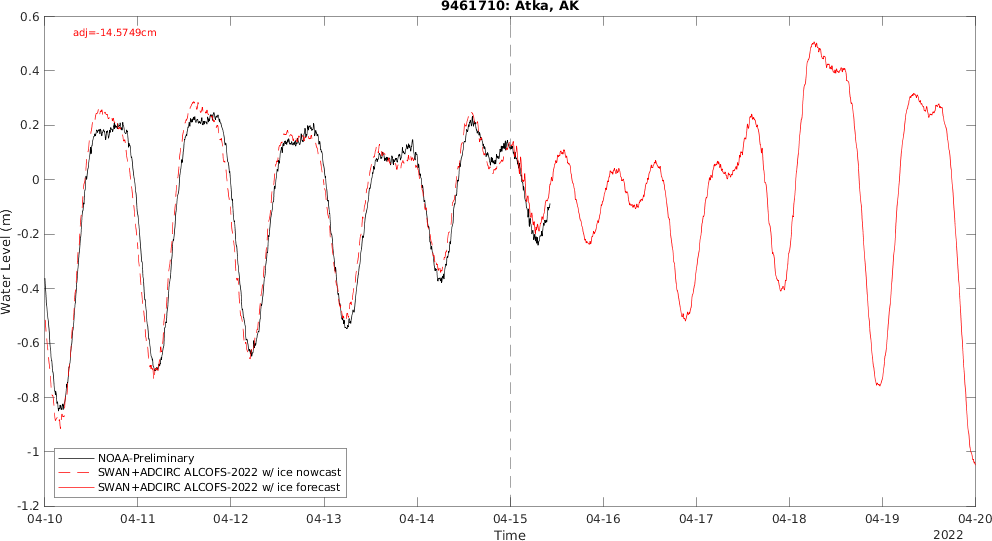 9461710: Atka, AK
adj=-14.5749cm
0.6
0.4
0.2
0
-0.2
-0.4
-0.6
-0.8
-1
-1.2
Water Level (m)
NOAA-Preliminary
SWAN+ADCIRC ALCOFS-2022 w/ ice nowcast
SWAN+ADCIRC ALCOFS-2022 w/ ice forecast
04-10 04-11 04-12 04-13 04-14 04-15 04-16 04-17 04-18 04-19 04-20
Time
2022